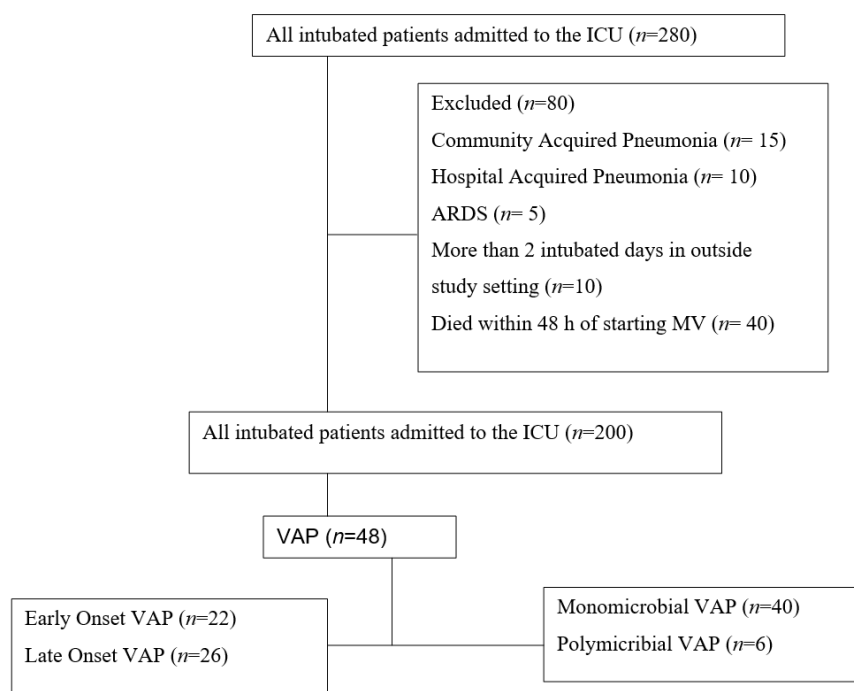 All intubated patients admitted to the ICU (n=280)
Excluded (n=80)
Community Acquired Pneumonia (n= 15)
Hospital Acquired Pneumonia (n= 10)
ARDS (n= 5)
More than 2 intubated days in outside
study setting (n=10)
Died within 48 h of starting MV (n= 40)
All intubated patients admitted to the ICU (n=200)
VAP (n=48)
Early Onset VAP (n=22)
Late Onset VAP (n=26)
Monomicrobial VAP (n=40)
Polymicribial VAP (n=6)